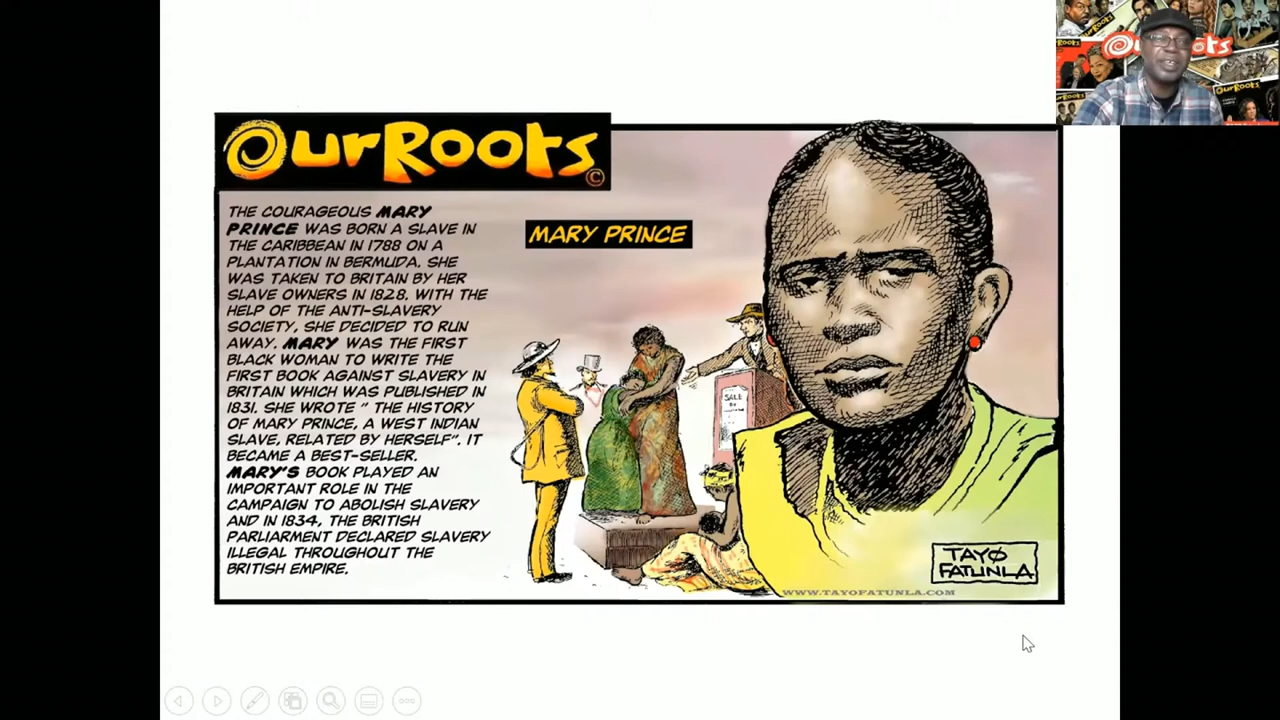 OurRoots
©
THE COURAGEOUS MARY
PRINCE WAS BORN A SLAVE IN
THE CARIBBEAN IN 1788 ON A
PLANTATION IN BERMUDA. SHE
WAS TAKEN TO BRITAIN BY HER
SLAVE OWNERS IN 1828. WITH THE
HELP OF THE ANTI-SLAVERY
SOCIETY, SHE DECIDED TO RUN
AWAY. MARY WAS THE FIRST
BLACK WOMAN TO WRITE THE
FIRST BOOK AGAINST SLAVERY IN
BRITAIN WHICH WAS PUBLISHED IN
1831. SHE WROTE " THE HISTORY
OF MARY PRINCE, A WEST INDIAN
SLAVE, RELATED BY HERSELF". IT
BECAME A BEST-SELLER.
MARY'S BOOK PLAYED AN
IMPORTANT ROLE IN THE
CAMPAIGN TO ABOLISH SLAVERY
AND IN 1834, THE BRITISH
PARLIARMENT DECLARED SLAVERY
ILLEGAL THROUGHOUT THE
BRITISH EMPIRE.
MARY PRINCE
SALE
TAYO
FATUNLA
WWW.TAYOFATUNLA.COM
OurRoots